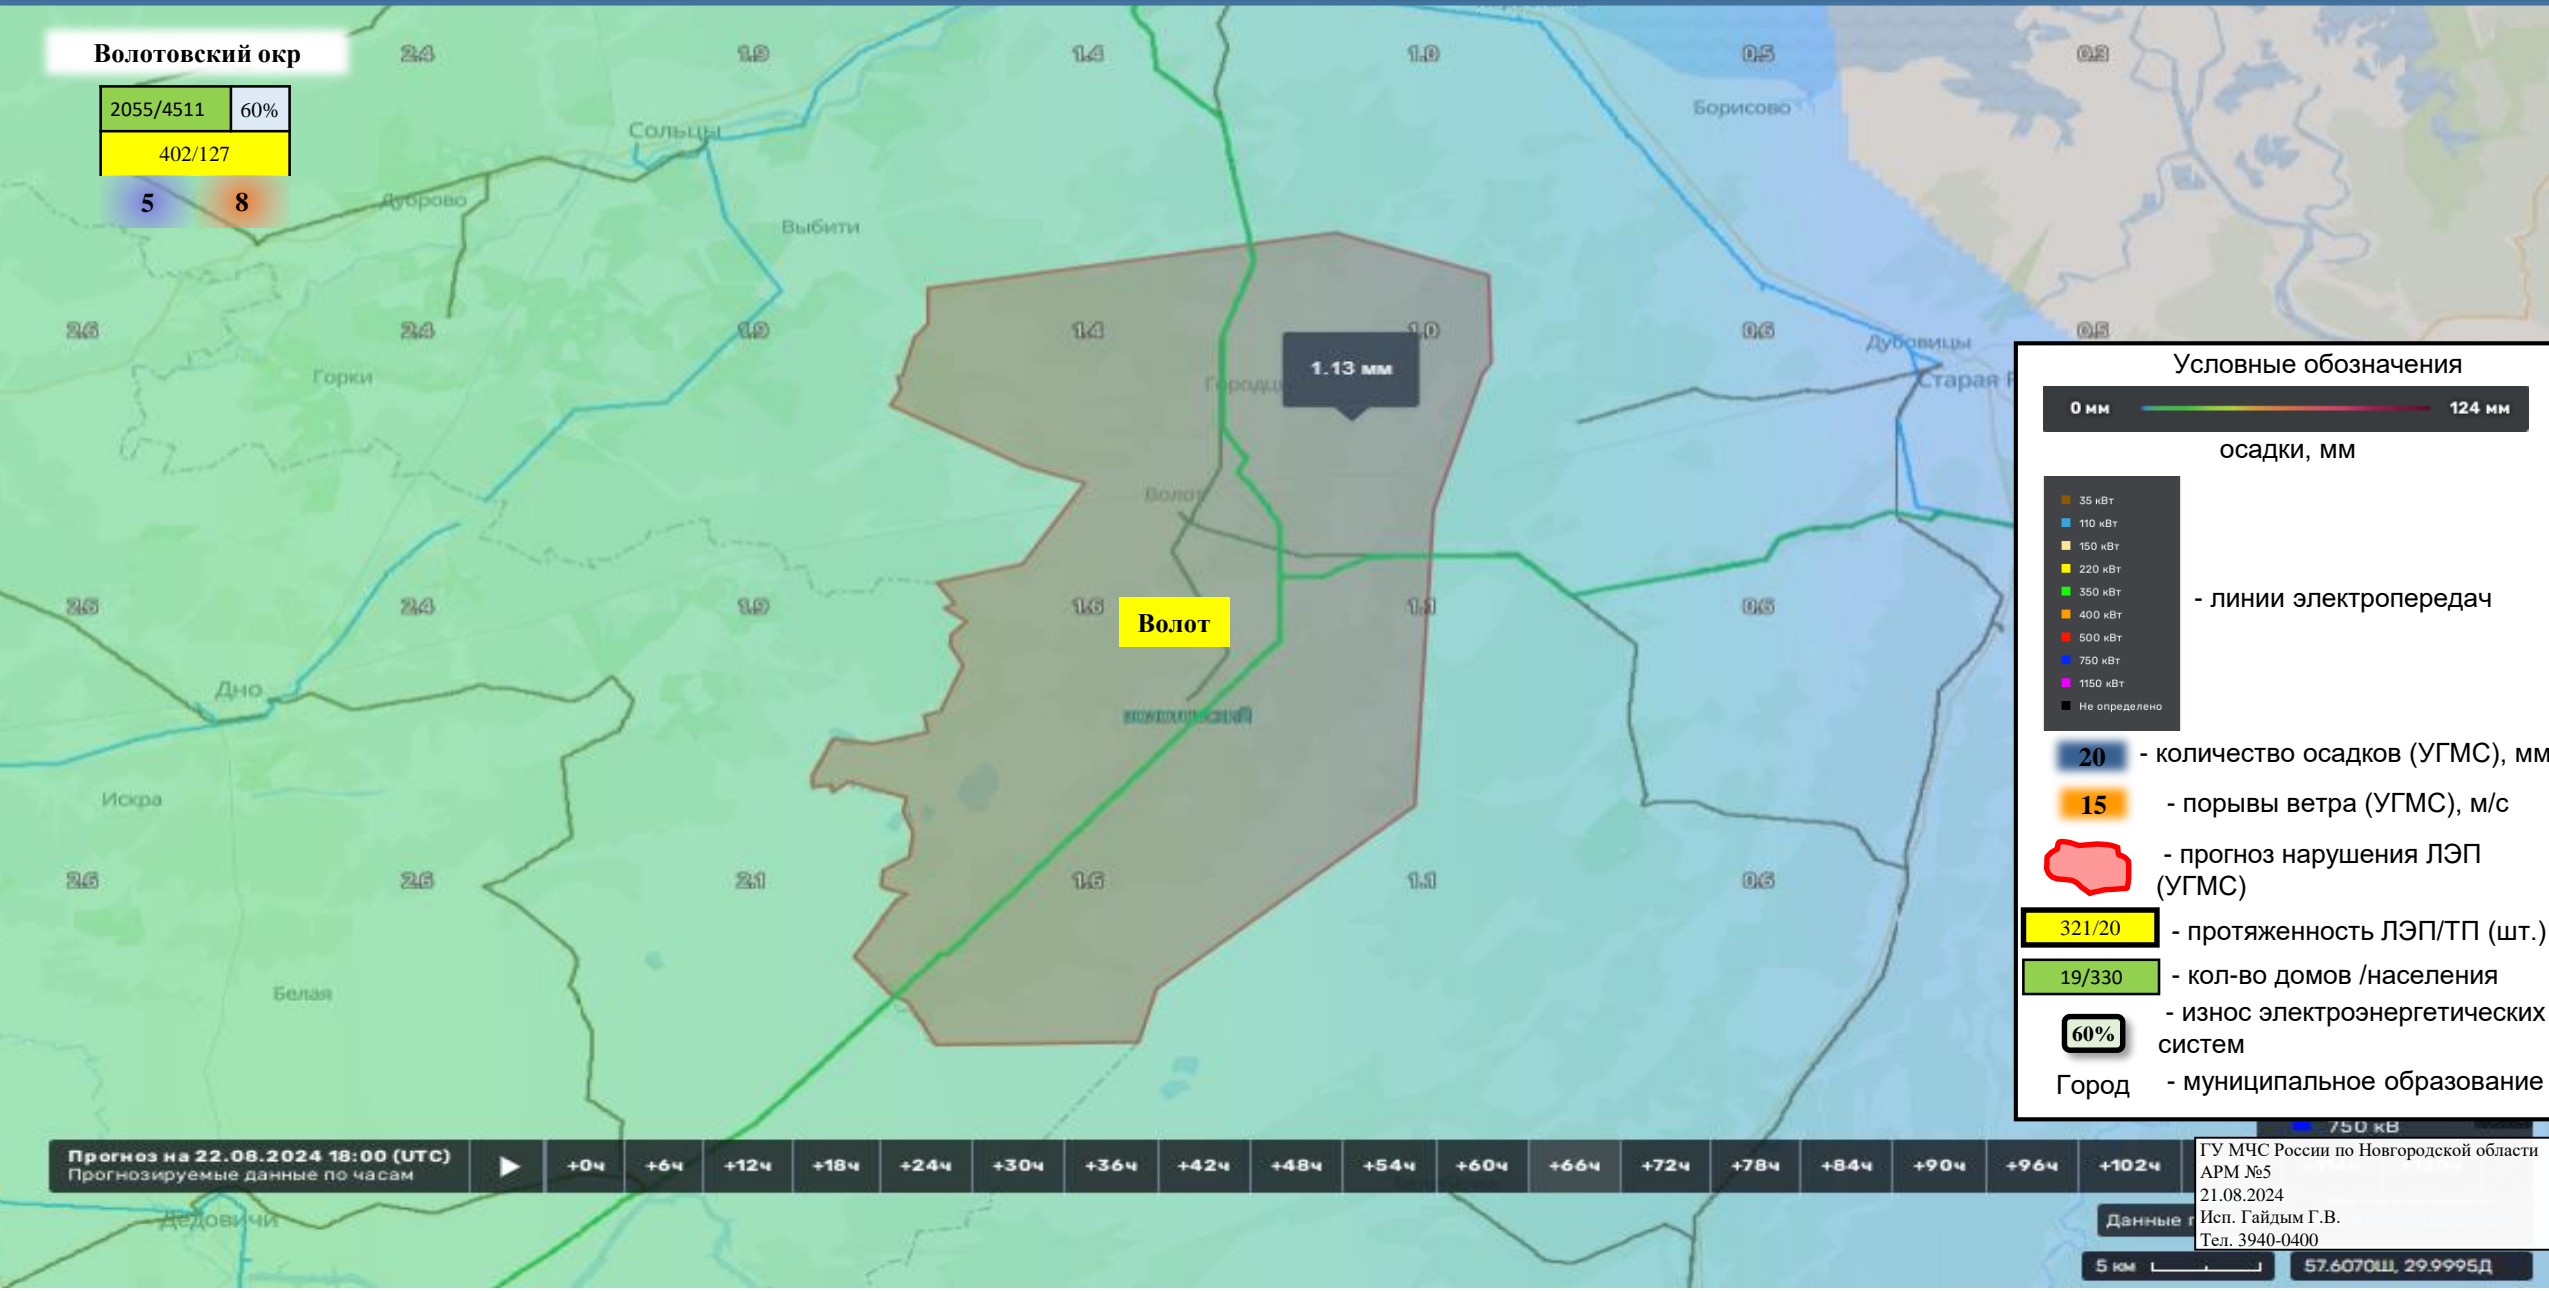 Волотовский окр
2055/4511 60%
402/127
5 8
2.4 1.9 1.4 1.0 0.5 0.3
Борисово
Сольцы
Дуброво
Выбити
2.6 2.4 1.9 1.4 1.0 0.6 0.5
Дубовицы
Горки
1.13 мм
Старая
Волот
2.6 2.4 1.9 1.6 1.1 0.6
Волот
Дно
Искра
2.6 2.6 2.1 1.6 1.1 0.6
Белая
Дедовичи
Условные обозначения
0 мм 124 мм
осадки, мм
35 кВт
110 кВт
150 кВт
220 кВт
350 кВт
400 кВт
500 кВт
750 кВт
1150 кВт
Не определено
- линии электропередач
20 - количество осадков (УГМС), мм
15 - порывы ветра (УГМС), м/с
- прогноз нарушения ЛЭП
(УГМС)
321/20 - протяженность ЛЭП/ТП (шт.)
19/330 - кол-во домов /населения
60% - износ электроэнергетических
систем
Город - муниципальное образование
750 кВ
Прогноз на 22.08.2024 18:00 (UTC)
Прогнозируемые данные по часам
+0ч +6ч +12ч +18ч +24ч +30ч +36ч +42ч +48ч +54ч +60ч +66ч +72ч +78ч +84ч +90ч +96ч +102ч
ГУ МЧС России по Новгородской области
АРМ №5
21.08.2024
Исп. Гайдым Г.В.
Тел. 3940-0400
Данные
5 км
57.6070Ш, 29.9995Д